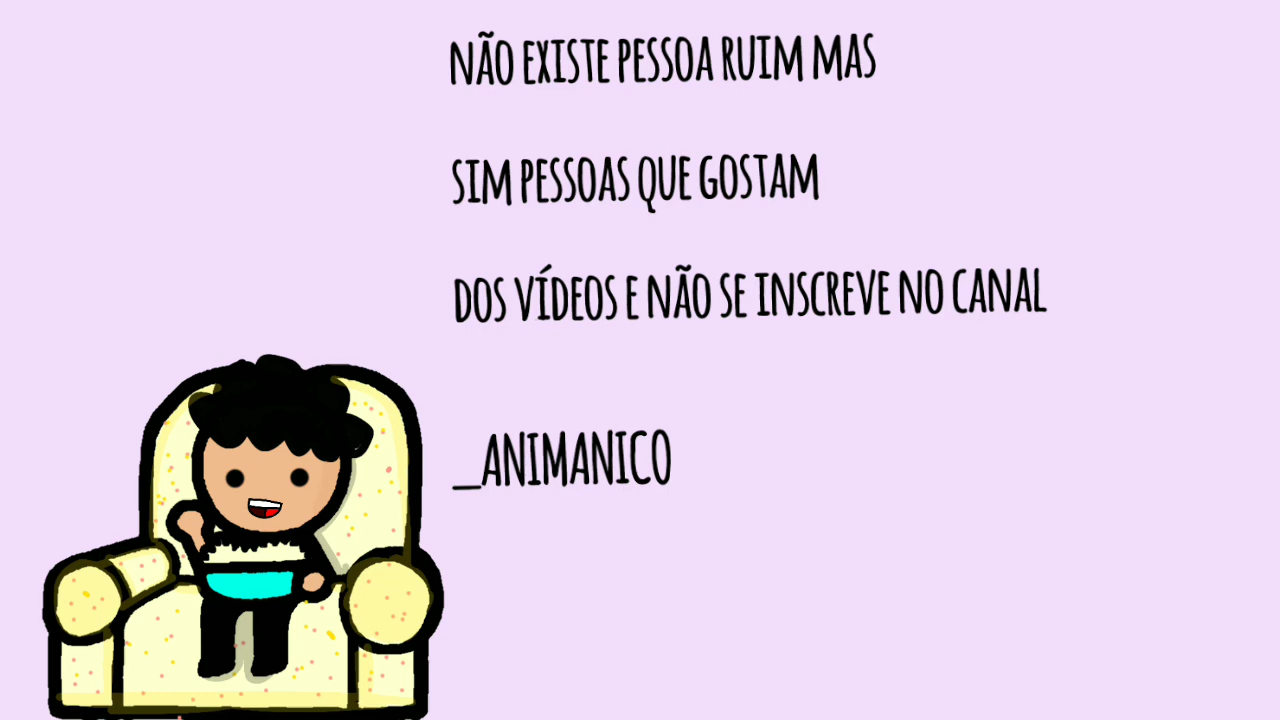 NÃO EXISTE PESSOA RUIM MAS
SIM PESSOAS QUE GOSTAM
DOS VÍDEOS E NÃO SE INSCREVE NO CANAL
_ANIMANICO